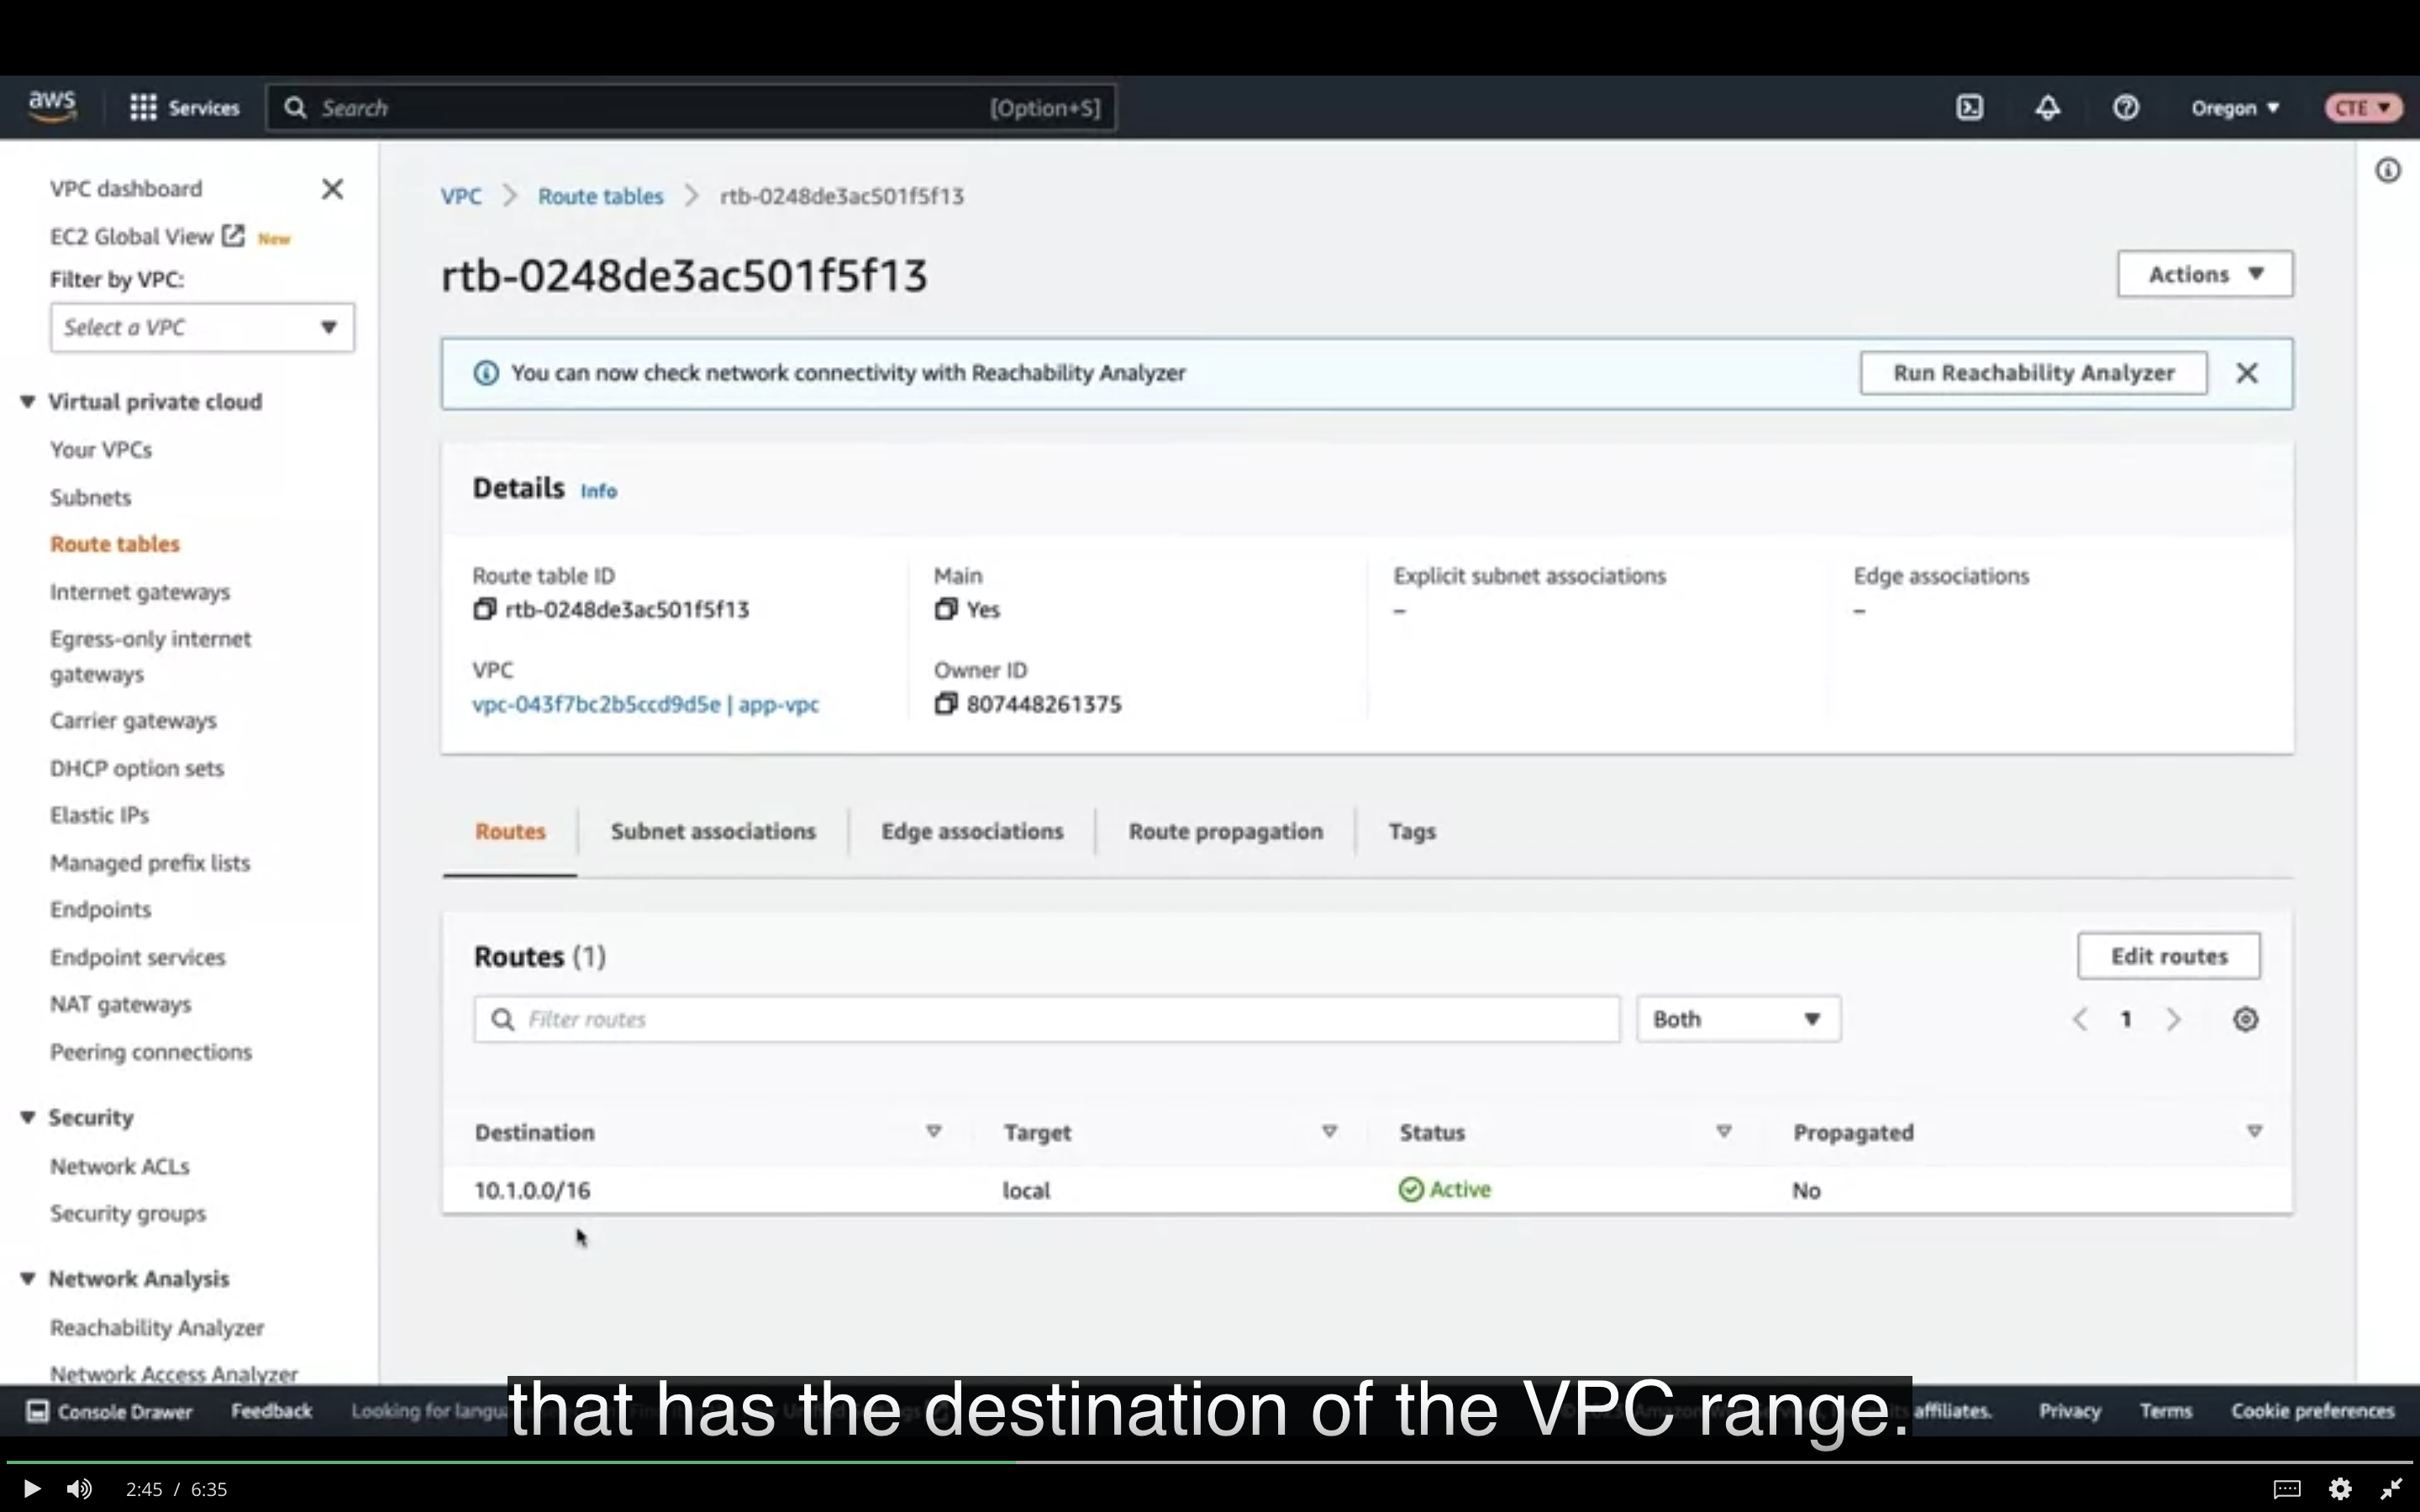 aws
Services
Search
[Option+S]
Oregon
CTE
VPC dashboard
EC2 Global View New
Filter by VPC:
Select a VPC
Virtual private cloud
Your VPCs
Subnets
Route tables
Internet gateways
Egress-only internet
gateways
Carrier gateways
DHCP option sets
Elastic IPs
Managed prefix lists
Endpoints
Endpoint services
NAT gateways
Peering connections
Security
Network ACLs
Security groups
Network Analysis
Reachability Analyzer
Network Access Analyzer
VPC > Route tables > rtb-0248de3ac501f5f13
rtb-0248de3ac501f5f13
Actions
You can now check network connectivity with Reachability Analyzer
Run Reachability Analyzer
Details Info
Route table ID
rtb-0248de3ac501f5f13
Main
Yes
Explicit subnet associations
–
Edge associations
–
VPC
vpc-043f7bc2b5ccd9d5e | app-vpc
Owner ID
807448261375
Routes
Subnet associations
Edge associations
Route propagation
Tags
Routes (1)
Edit routes
Filter routes
Both
1
Destination Target Status Propagated
10.1.0.0/16 local Active No
Console Drawer
Feedback
Looking for
that has the destination of the VPC range.
affiliates.
Privacy
Terms
Cookie preferences
2:45 / 6:35